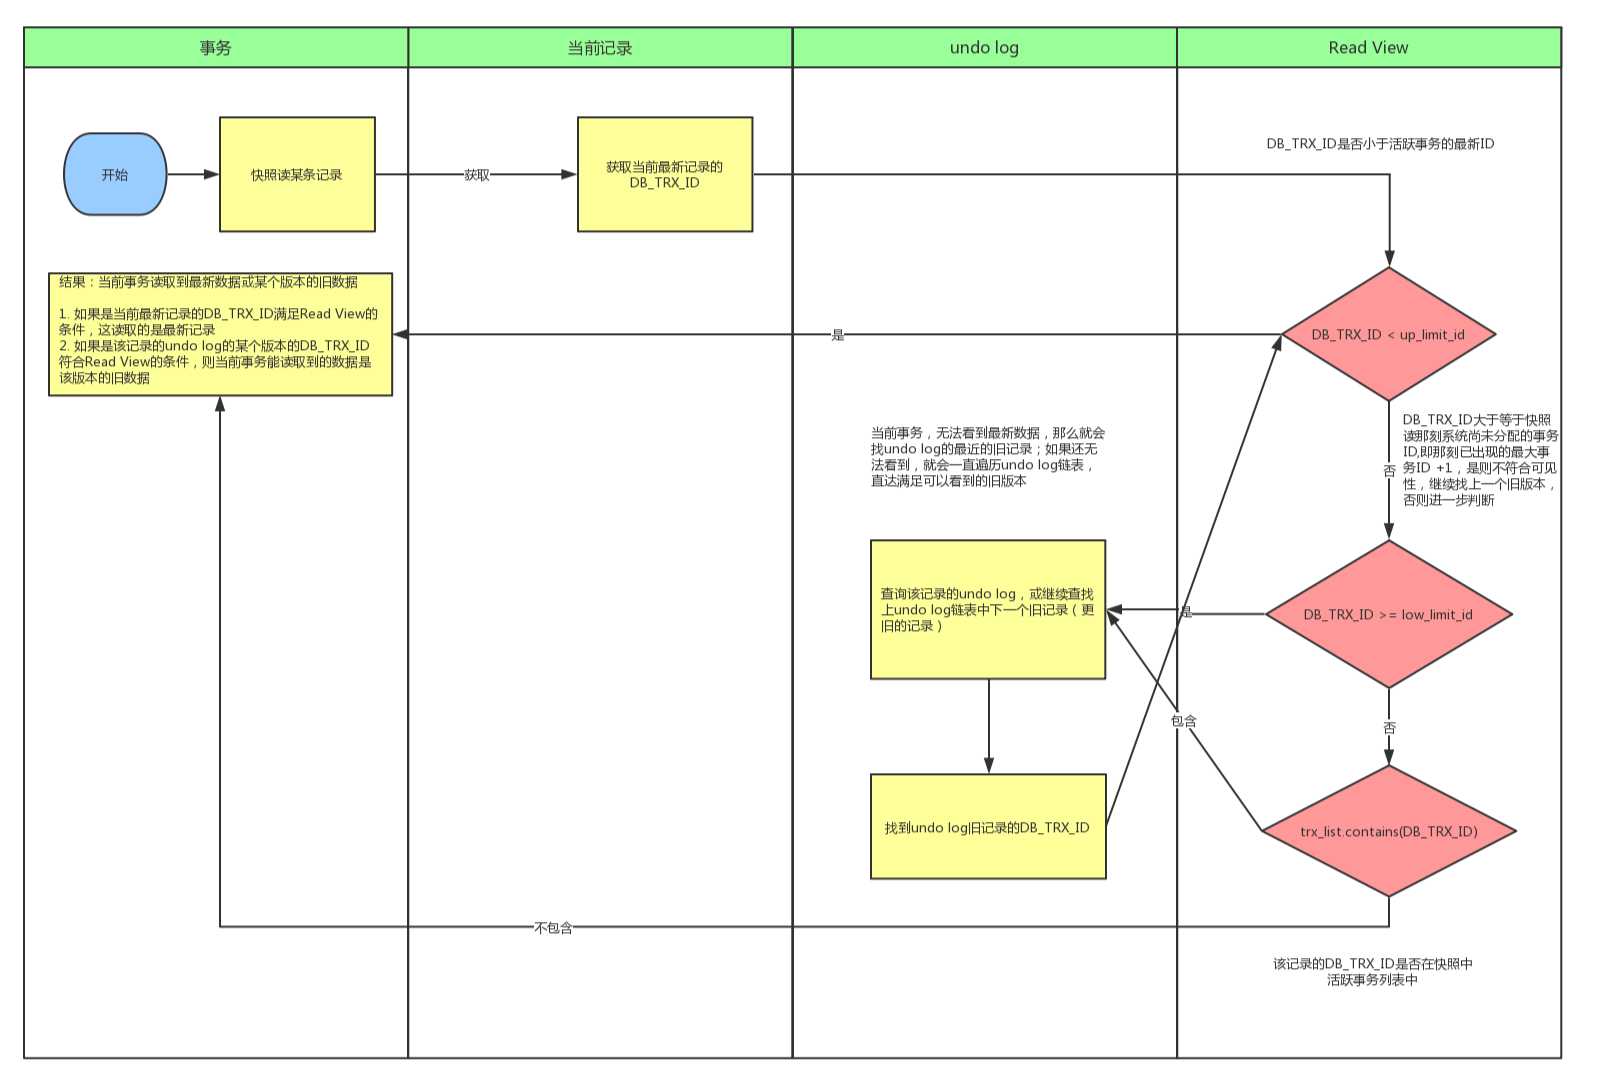 事务
当前记录
undo log
Read View
DB_TRX_ID是否小于活跃事务的最新ID
开始
快照读某条记录
获取
获取当前最新记录的
DB_TRX_ID
结果：当前事务读取到最新数据或某个版本的旧数据
1. 如果是当前最新记录的DB_TRX_ID满足Read View的
条件，这读取的是最新记录
2. 如果是该记录的undo log的某个版本的DB_TRX_ID
符合Read View的条件，则当前事务能读取到的数据是
该版本的旧数据
是
DB_TRX_ID < up_limit_id
当前事务，无法看到最新数据，那么就会
找undo log的最近的旧记录；如果还无
法看到，就会一直遍历undo log链表，
直达满足可以看到的旧版本
否
DB_TRX_ID大于等于快照
读那刻系统尚未分配的事务
ID,即那刻已出现的最大事
务ID +1，是则不符合可见
性，继续找上一个旧版本，
否则进一步判断
查询该记录的undo log，或继续查找
上undo log链表中下一个旧记录（更
旧的记录）
是
DB_TRX_ID >= low_limit_id
包含
否
找到undo log旧记录的DB_TRX_ID
trx_list.contains(DB_TRX_ID)
不包含
该记录的DB_TRX_ID是否在快照中
活跃事务列表中